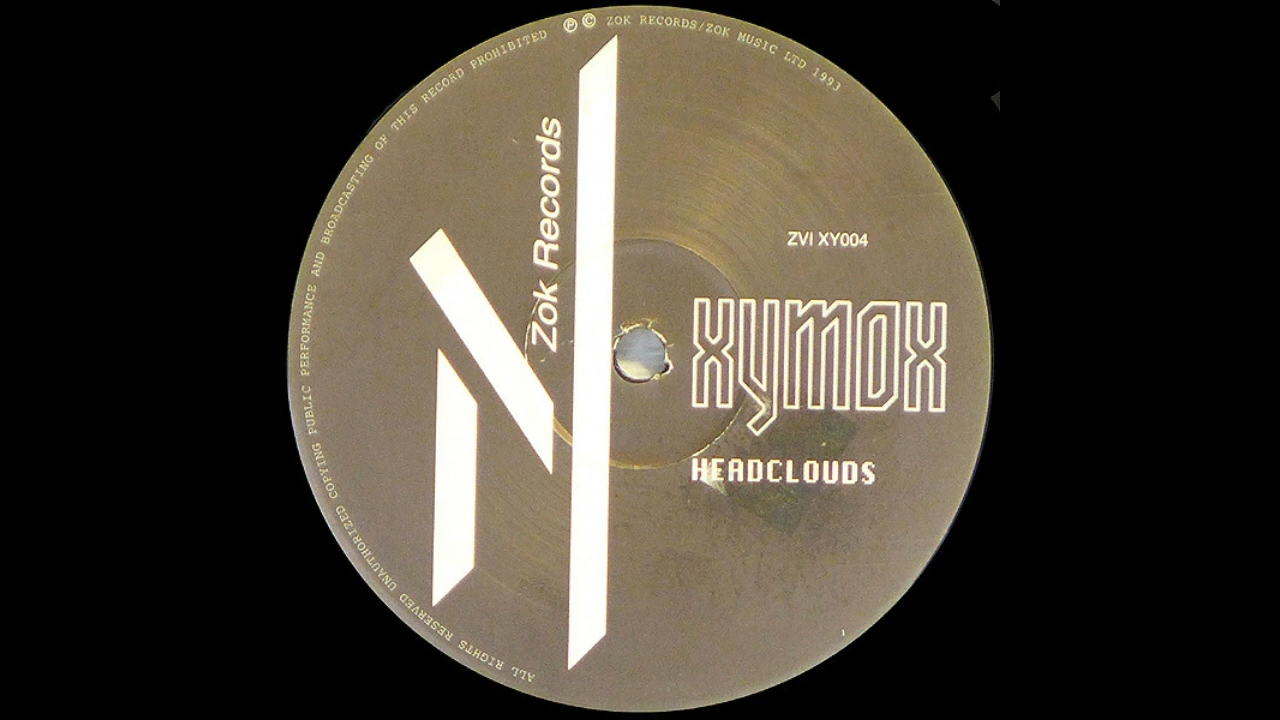 ALL RIGHTS RESERVED UNAUTHORIZED COPYING PUBLIC PERFORMANCE AND BROADCASTING OF THIS RECORD PROHIBITED ℗ © ZOK RECORDS/ZOK MUSIC LTD 1993
Zok Records
ZVI XY004
XYMOX
HEADCLOUDS